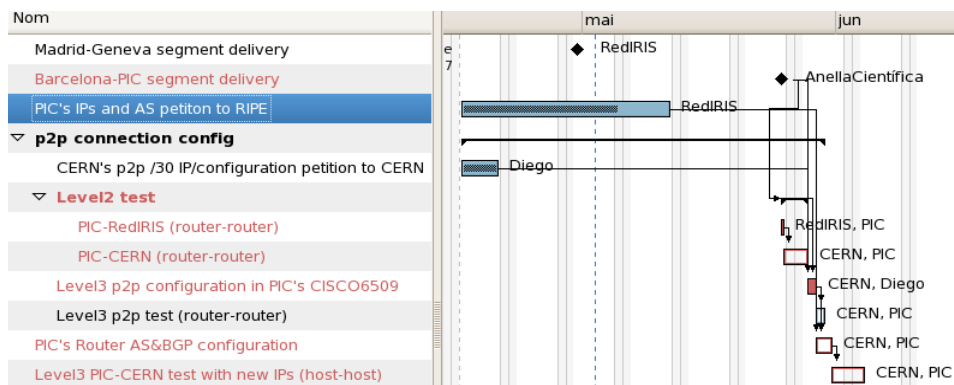 Nom
mai
jun
e
7
Madrid-Geneva segment delivery
RedIRIS
Barcelona-PIC segment delivery
AnellaCientífica
PIC's IPs and AS petiton to RIPE
RedIRIS
p2p connection config
CERN's p2p /30 IP/configuration petition to CERN
Diego
Level2 test
PIC-RedIRIS (router-router)
RedIRIS, PIC
PIC-CERN (router-router)
CERN, PIC
Level3 p2p configuration in PIC's CISCO6509
CERN, Diego
Level3 p2p test (router-router)
CERN, PIC
PIC's Router AS&BGP configuration
CERN, PIC
Level3 PIC-CERN test with new IPs (host-host)
CERN, PIC